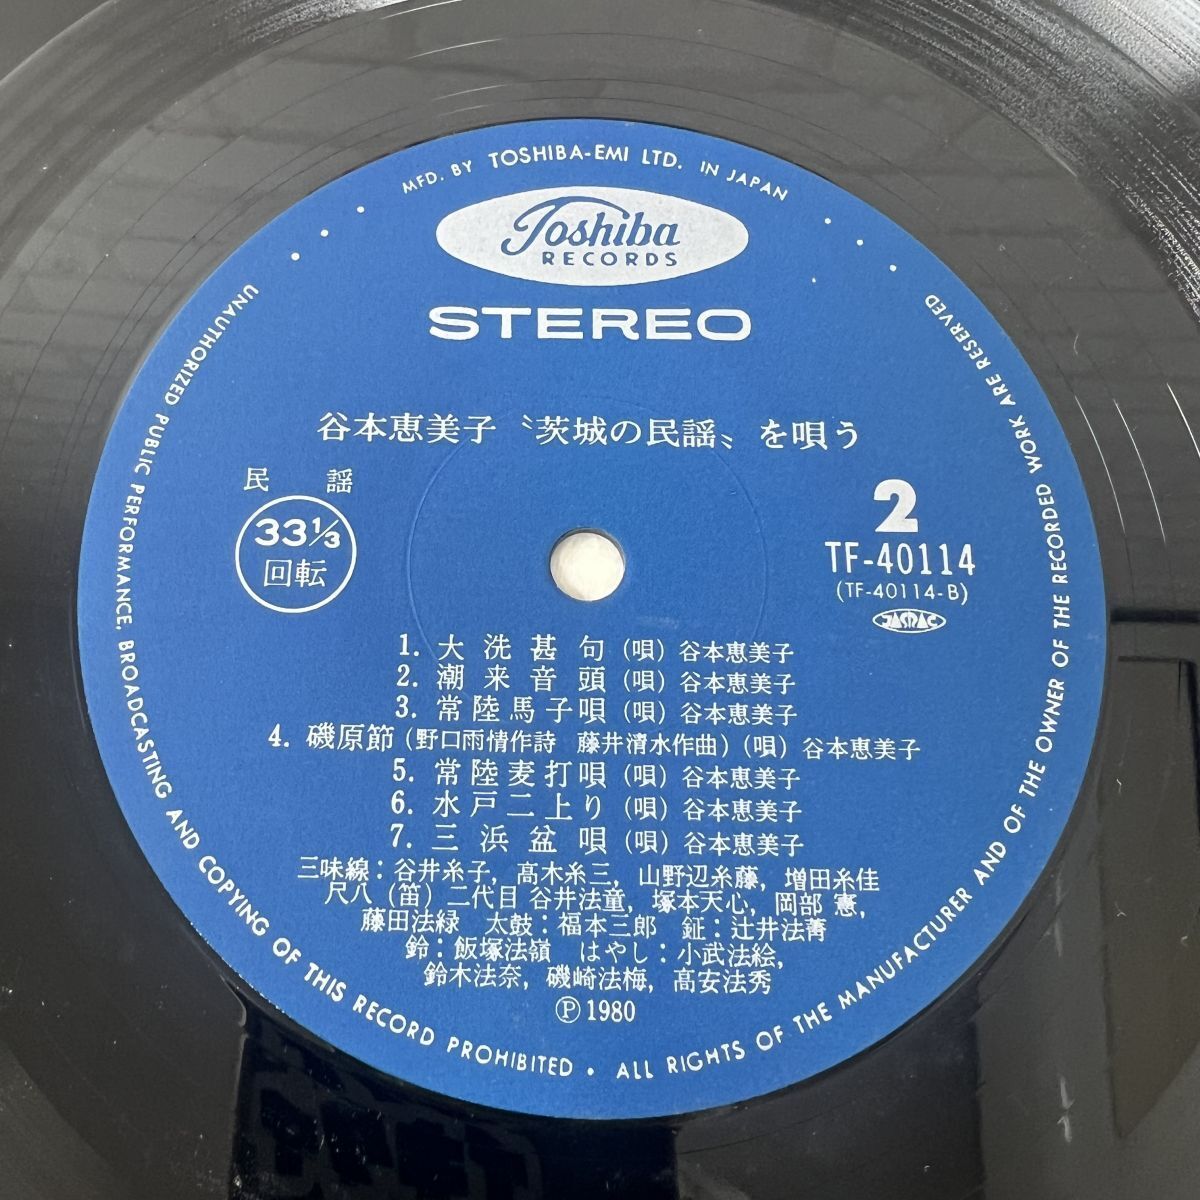 MFD. BY TOSHIBA-EMI LTD. IN JAPAN
Toshiba
RECORDS
STEREO
谷本恵美子〝茨城の民謡〟を唄う
民謡
33⅓
回転
2
TF-40114
(TF-40114-B)
JASRAC
1. 大洗甚句 (唄) 谷本恵美子
2. 潮来音頭 (唄) 谷本恵美子
3. 常陸馬子唄 (唄) 谷本恵美子
4. 磯原節 (野口雨情作詩 藤井清水作曲) (唄) 谷本恵美子
5. 常陸麦打唄 (唄) 谷本恵美子
6. 水戸二上り (唄) 谷本恵美子
7. 三浜盆唄 (唄) 谷本恵美子
三味線：谷井糸子, 高木糸三, 山野辺糸藤, 増田糸佳
尺八 (笛) 二代目 谷井法童, 塚本天心, 岡部 憲,
藤田法緑 太鼓：福本三郎 鉦：辻井法菁
鈴：飯塚法嶺 はやし：小武法絵,
鈴木法奈, 磯崎法梅, 高安法秀
Ⓟ1980
UNAUTHORIZED PUBLIC PERFORMANCE, BROADCASTING AND COPYING OF THIS RECORD PROHIBITED • ALL RIGHTS OF THE MANUFACTURER AND OF THE OWNER OF THE RECORDED WORK ARE RESERVED